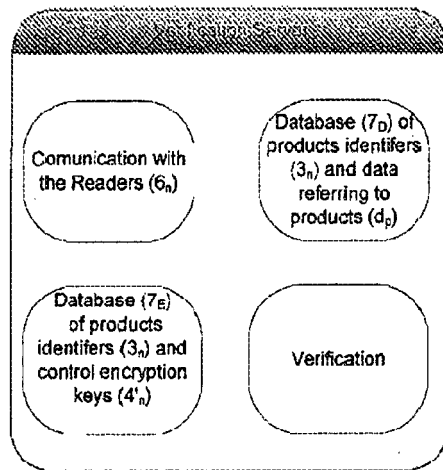 Verification Server
Comunication with
the Readers (6n)
Database (7D) of
products identifers
(3n) and data
referring to
products (dp)
Database (7E)
of products
identifers (3n) and
control encryption
keys (4'n)
Verification